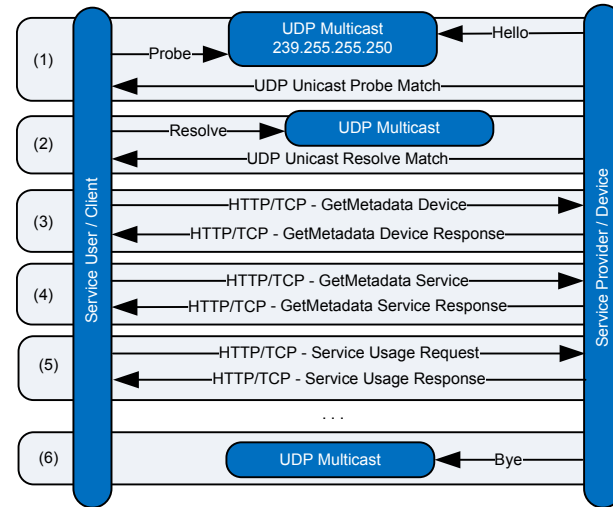 UDP Multicast
239.255.255.250
Hello
(1)
Probe
UDP Unicast Probe Match
Resolve
UDP Multicast
(2)
UDP Unicast Resolve Match
HTTP/TCP - GetMetadata Device
(3)
HTTP/TCP - GetMetadata Device Response
HTTP/TCP - GetMetadata Service
(4)
HTTP/TCP - GetMetadata Service Response
HTTP/TCP - Service Usage Request
(5)
HTTP/TCP - Service Usage Response
. . .
(6)
UDP Multicast
Bye
Service User / Client
Service Provider / Device